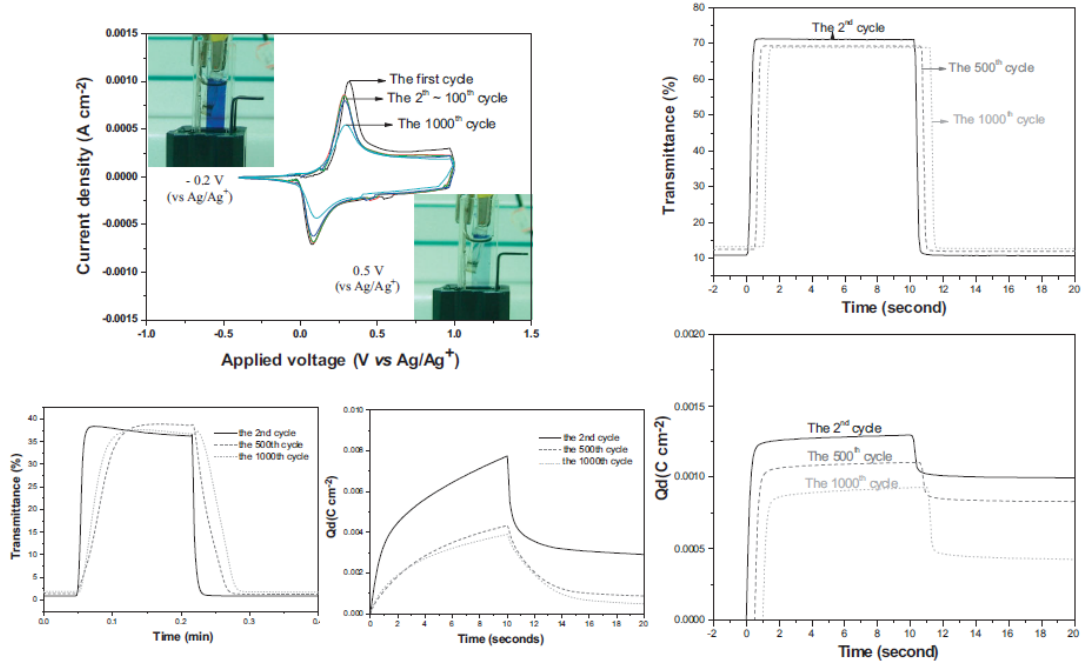 Current density (A cm-2)
0.0015
0.0010
0.0005
0.0000
-0.0005
-0.0010
-0.0015
The first cycle
The 2th ~ 100th cycle
The 1000th cycle
- 0.2 V
(vs Ag/Ag+)
0.5 V
(vs Ag/Ag+)
-1.0 -0.5 0.0 0.5 1.0 1.5
Applied voltage (V vs Ag/Ag+)
Transmittance (%)
80
70
60
50
40
30
20
10
The 2nd cycle
The 500th cycle
The 1000th cycle
-2 0 2 4 6 8 10 12 14 16 18 20
Time (second)
Transmittance (%)
40
35
30
25
20
15
10
5
0
the 2nd cycle
the 500th cycle
the 1000th cycle
0.0 0.1 0.2 0.3 0.4
Time (min)
Qd(C cm-2)
0.010
0.008
0.006
0.004
0.002
0.000
the 2nd cycle
the 500th cycle
the 1000th cycle
0 2 4 6 8 10 12 14 16 18 20
Time (seconds)
Qd(C cm-2)
0.0020
0.0015
0.0010
0.0005
0.0000
The 2nd cycle
The 500th cycle
The 1000th cycle
-2 0 2 4 6 8 10 12 14 16 18 20
Time (second)